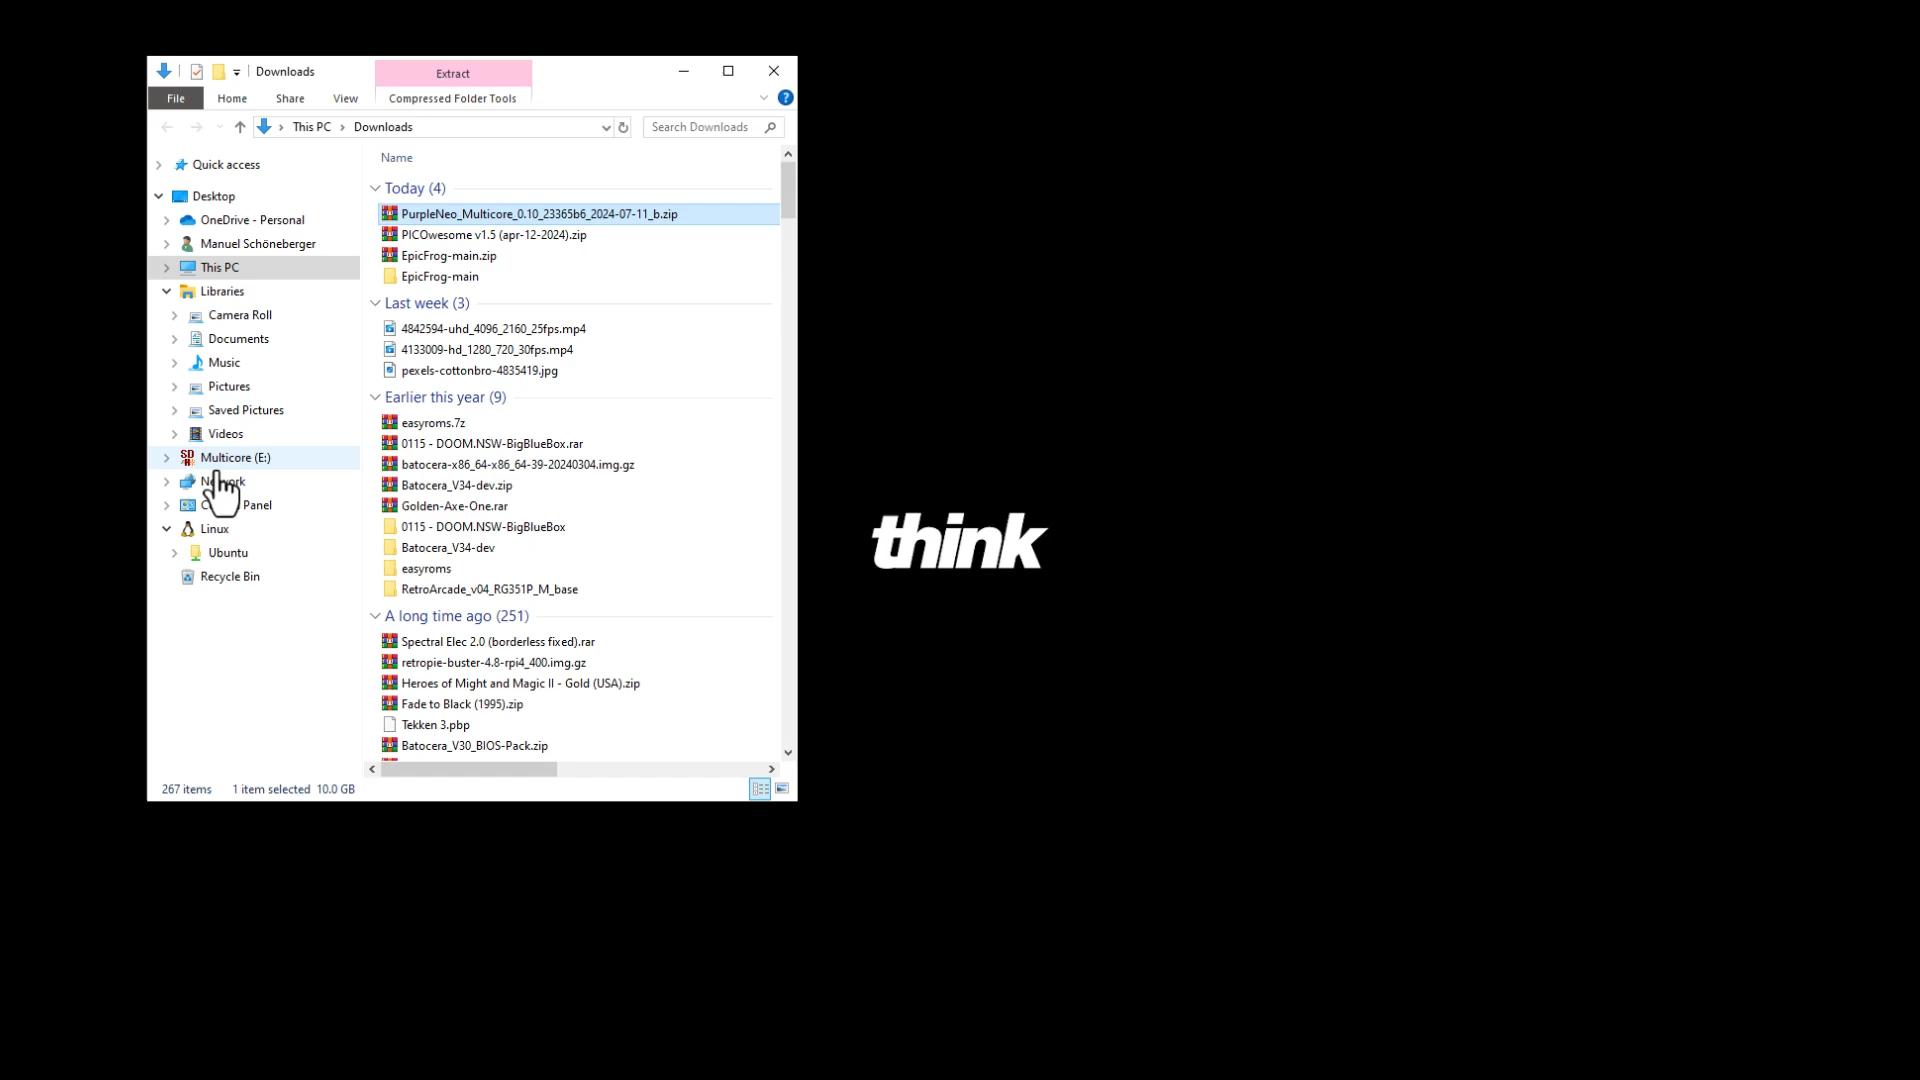 Downloads
Extract
File
Home
Share
View
Compressed Folder Tools
This PC
Downloads
Search Downloads
Quick access
Desktop
OneDrive - Personal
Manuel Schöneberger
This PC
Libraries
Camera Roll
Documents
Music
Pictures
Saved Pictures
Videos
Multicore (E:)
Linux
Ubuntu
Recycle Bin
Name
Today (4)
PurpleNeo_Multicore_0.10_23365b6_2024-07-11_b.zip
PICOwesome v1.5 (apr-12-2024).zip
EpicFrog-main.zip
EpicFrog-main
Last week (3)
4842594-uhd_4096_2160_25fps.mp4
4133009-hd_1280_720_30fps.mp4
pexels-cottonbro-4835419.jpg
Earlier this year (9)
easyroms.7z
0115 - DOOM.NSW-BigBlueBox.rar
batocera-x86_64-x86_64-39-20240304.img.gz
Batocera_V34-dev.zip
Golden-Axe-One.rar
0115 - DOOM.NSW-BigBlueBox
Batocera_V34-dev
easyroms
RetroArcade_v04_RG351P_M_base
A long time ago (251)
Spectral Elec 2.0 (borderless fixed).rar
retropie-buster-4.8-rpi4_400.img.gz
Heroes of Might and Magic II - Gold (USA).zip
Fade to Black (1995).zip
Tekken 3.pbp
Batocera_V30_BIOS-Pack.zip
267 items
1 item selected 10.0 GB
think